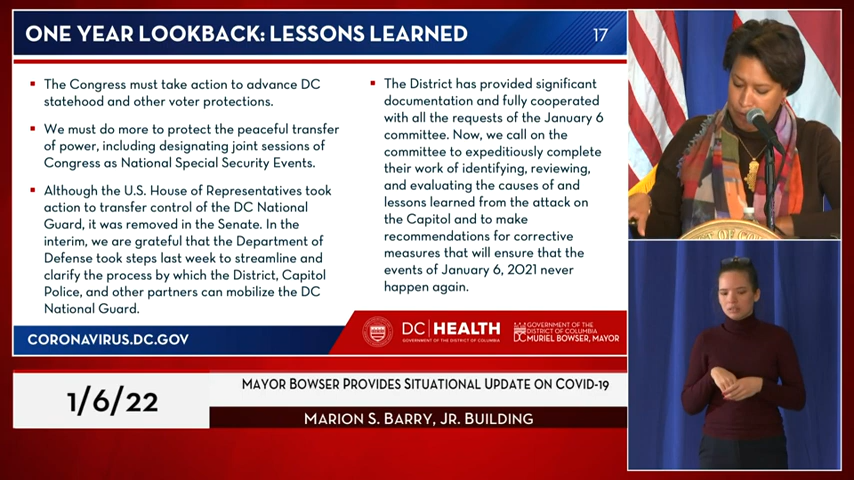 ONE YEAR LOOKBACK: LESSONS LEARNED
17
▪ The Congress must take action to advance DC
statehood and other voter protections.
▪ We must do more to protect the peaceful transfer
of power, including designating joint sessions of
Congress as National Special Security Events.
▪ Although the U.S. House of Representatives took
action to transfer control of the DC National
Guard, it was removed in the Senate. In the
interim, we are grateful that the Department of
Defense took steps last week to streamline and
clarify the process by which the District, Capitol
Police, and other partners can mobilize the DC
National Guard.
▪ The District has provided significant
documentation and fully cooperated
with all the requests of the January 6
committee. Now, we call on the
committee to expeditiously complete
their work of identifying, reviewing,
and evaluating the causes of and
lessons learned from the attack on
the Capitol and to make
recommendations for corrective
measures that will ensure that the
events of January 6, 2021 never
happen again.
CORONAVIRUS.DC.GOV
DC | HEALTH
GOVERNMENT OF THE DISTRICT OF COLUMBIA
GOVERNMENT OF THE
DISTRICT OF COLUMBIA
DC MURIEL BOWSER, MAYOR
1/6/22
MAYOR BOWSER PROVIDES SITUATIONAL UPDATE ON COVID-19
MARION S. BARRY, JR. BUILDING